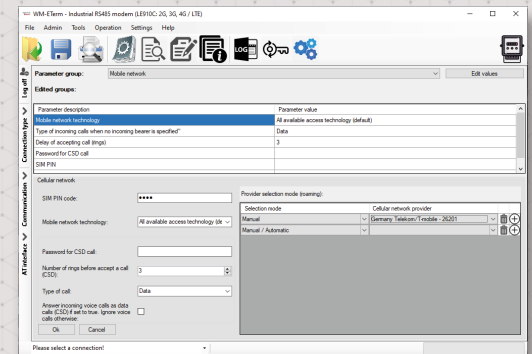 WM-ETerm - Industrial RS485 modem (LE910C: 2G, 3G, 4G / LTE)
File Admin Tools Operation Settings Help
LOG
Log off
Parameter group: Mobile network Edit values
Edited groups:
Connection type
Parameter description Parameter value
Mobile network technology All available access technology (default)
Type of incoming calls when no incoming bearer is specified" Data
Delay of accepting call (rings) 3
Password for CSD call
SIM PIN
Communication
AT interface
Cellular network
SIM PIN code: ••••
Mobile network technology: All available access technology (de
Password for CSD call:
Number of rings before accept a call (CSD): 3
Type of call: Data
Answer incoming voice calls as data
calls (CSD) if set to true. Ignore voice
calls otherwise:
Ok Cancel
Provider selection mode (roaming):
Selection mode Cellular network provider
Manual Germany Telekom/T-mobile - 26201
Manual / Automatic
Please select a connection!